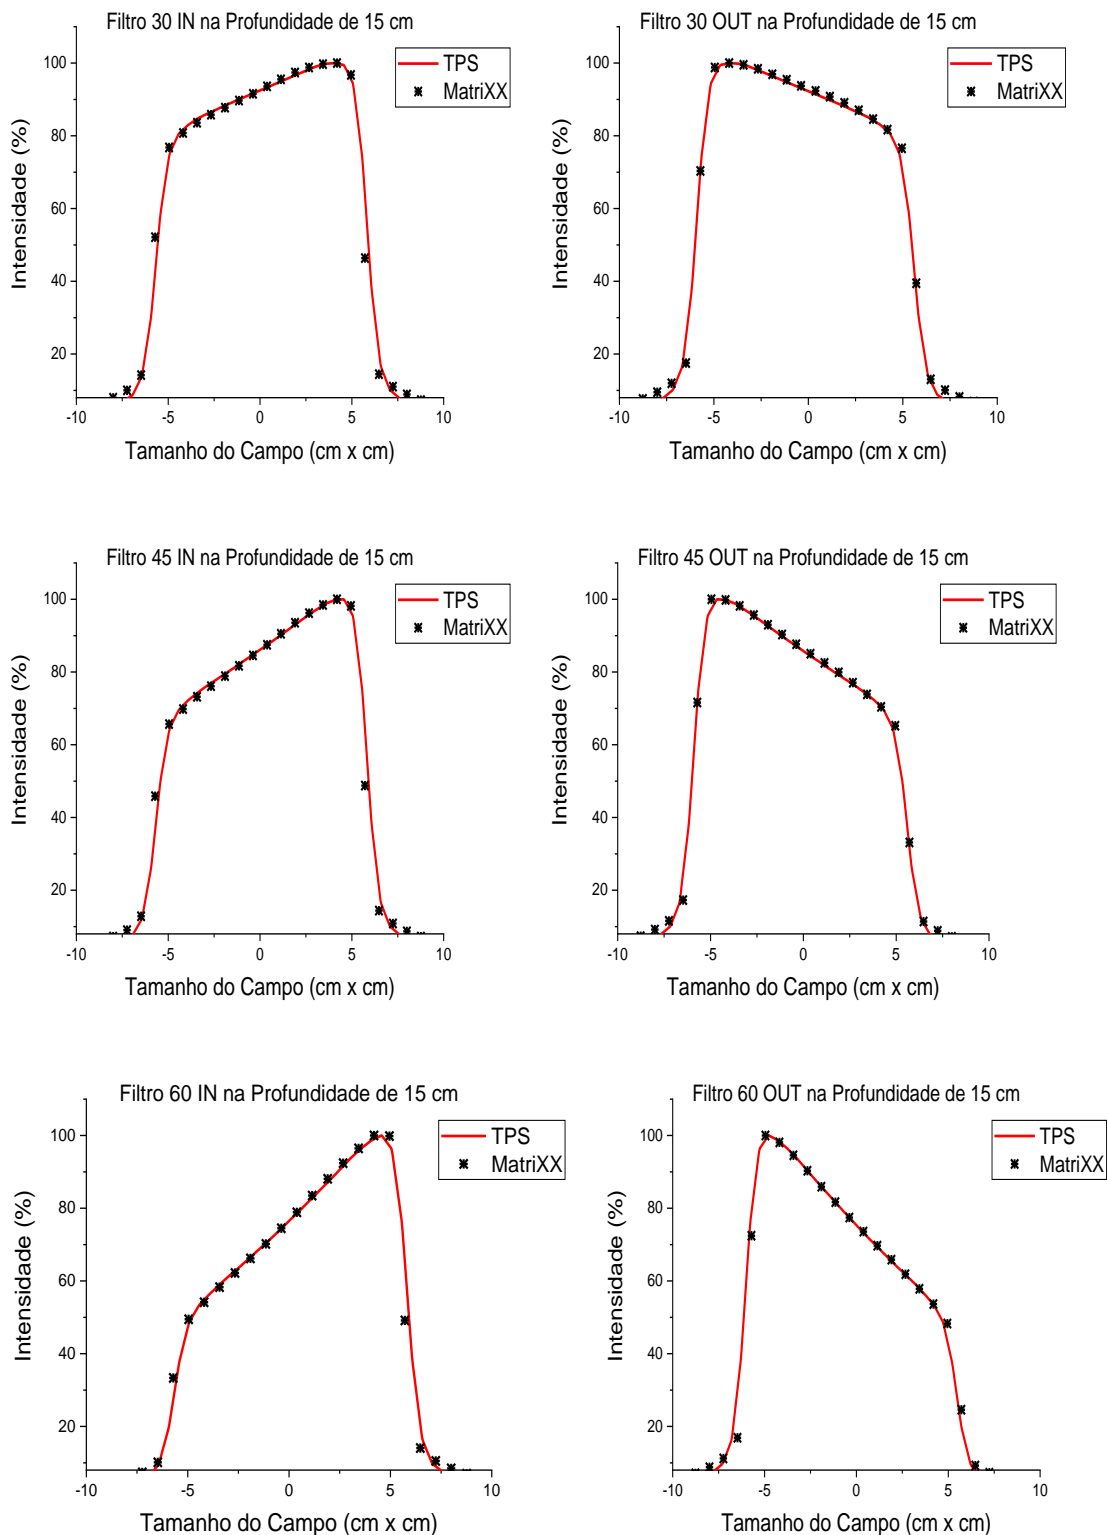 Filtro 30 IN na Profundidade de 15 cm
TPS
MatriXX
100
80
60
40
20
-10 -5 0 5 10
Intensidade (%)
Tamanho do Campo (cm x cm)
Filtro 30 OUT na Profundidade de 15 cm
TPS
MatriXX
100
80
60
40
20
-10 -5 0 5 10
Intensidade (%)
Tamanho do Campo (cm x cm)
Filtro 45 IN na Profundidade de 15 cm
TPS
MatriXX
100
80
60
40
20
-10 -5 0 5 10
Intensidade (%)
Tamanho do Campo (cm x cm)
Filtro 45 OUT na Profundidade de 15 cm
TPS
MatriXX
100
80
60
40
20
-10 -5 0 5 10
Intensidade (%)
Tamanho do Campo (cm x cm)
Filtro 60 IN na Profundidade de 15 cm
TPS
MatriXX
100
80
60
40
20
-10 -5 0 5 10
Intensidade (%)
Tamanho do Campo (cm x cm)
Filtro 60 OUT na Profundidade de 15 cm
TPS
MatriXX
100
80
60
40
20
-10 -5 0 5 10
Intensidade (%)
Tamanho do Campo (cm x cm)